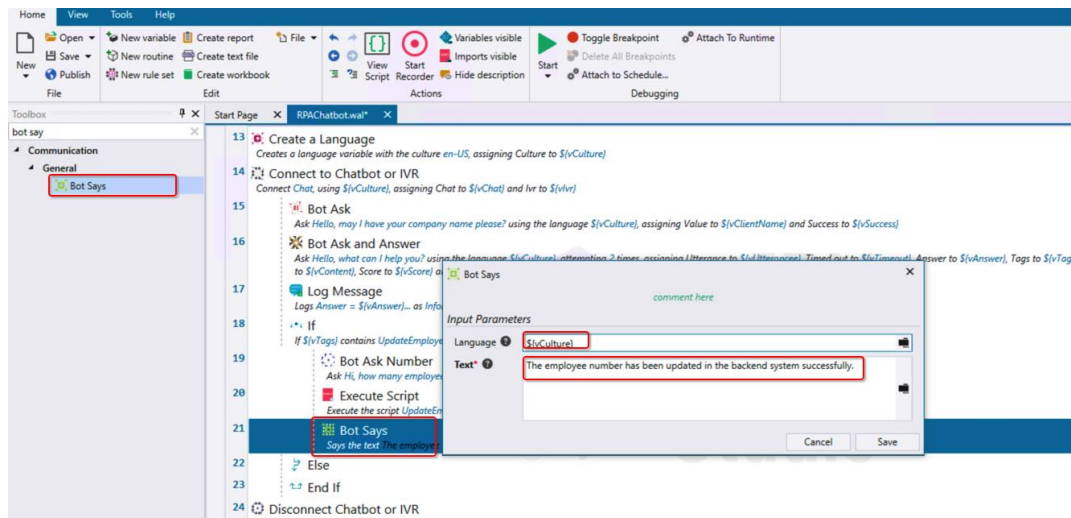 Home View Tools Help
New
Open
Save
Publish
File
New variable
New routine
New rule set
Create report
Create text file
Create workbook
File
Edit
View Script
Start Recorder
Variables visible
Imports visible
Hide description
Actions
Start
Toggle Breakpoint
Delete All Breakpoints
Attach to Schedule...
Attach To Runtime
Debugging
Toolbox
bot say
Communication
General
Bot Says
Start Page
RPAChatbot.wal*
13 Create a Language
Creates a language variable with the culture en-US, assigning Culture to ${vCulture}
14 Connect to Chatbot or IVR
Connect Chat, using ${vCulture}, assigning Chat to ${vChat} and Ivr to ${vIvr}
15 Bot Ask
Ask Hello, may I have your company name please? using the language ${vCulture}, assigning Value to ${vClientName} and Success to ${vSuccess}
16 Bot Ask and Answer
Ask Hello, what can I help you? using the language ${vCulture}, attempting 2 times, assigning Utterance to ${vUtterance}, Timed out to ${vTimeout}, Answer to ${vAnswer}, Tags to ${vTag
to ${vContent}, Score to ${vScore}
17 Log Message
Logs Answer = ${vAnswer}... as Info
18 If
If ${vTags} contains UpdateEmploye
19 Bot Ask Number
Ask Hi, how many employee
20 Execute Script
Execute the script UpdateEm
21 Bot Says
Says the text The employee
22 Else
23 End If
24 Disconnect Chatbot or IVR
Bot Says
comment here
Input Parameters
Language ${vCulture}
Text* The employee number has been updated in the backend system successfully.
Cancel Save